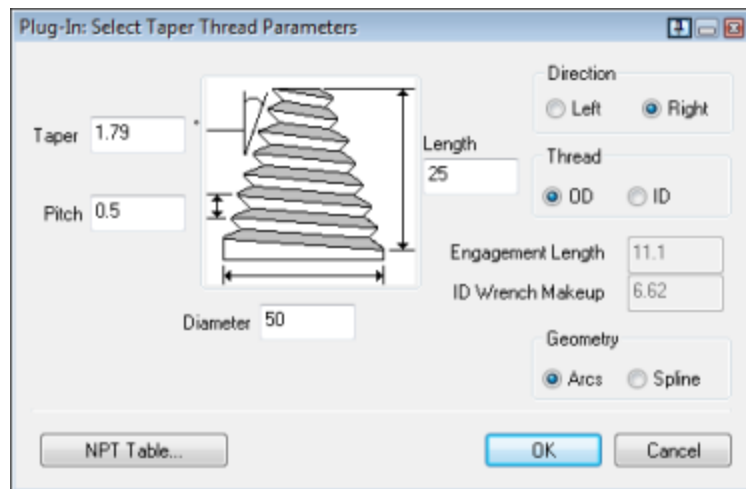 Plug-In: Select Taper Thread Parameters
Direction
Left Right
Taper 1.79 °
Length
25
Thread
OD ID
Pitch 0.5
Engagement Length 11.1
ID Wrench Makeup 6.62
Diameter 50
Geometry
Arcs Spline
NPT Table... OK Cancel